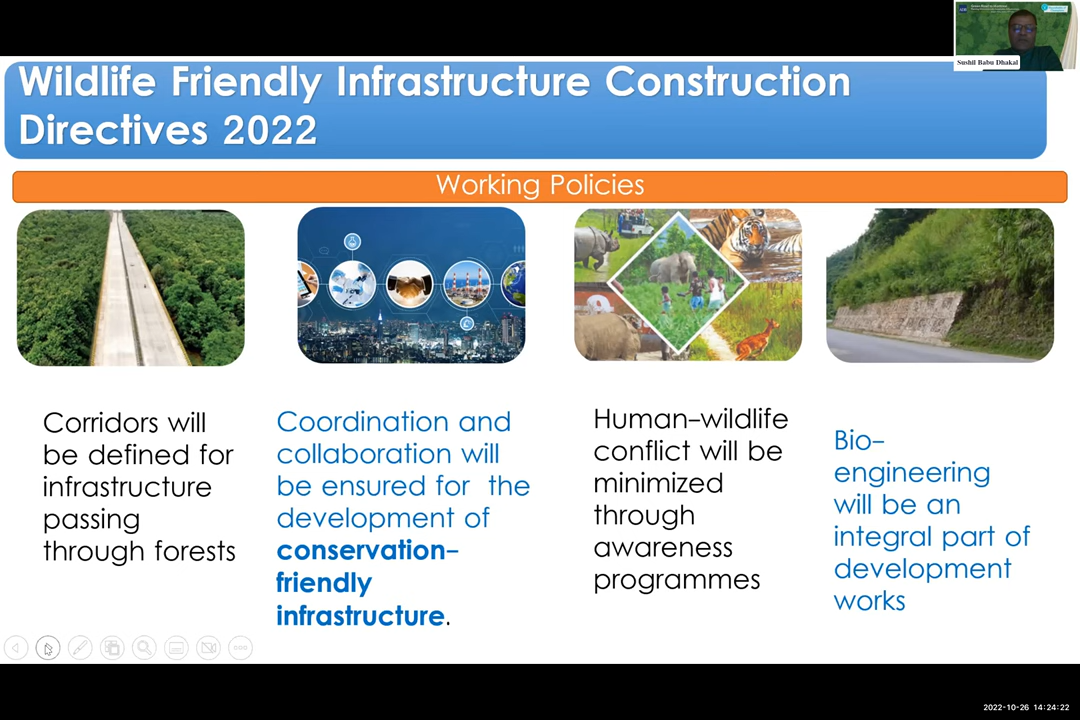 Sushil Babu Dhakal
Wildlife Friendly Infrastructure Construction
Directives 2022
Working Policies
Corridors will
be defined for
infrastructure
passing
through forests
Coordination and
collaboration will
be ensured for the
development of
conservation-
friendly
infrastructure.
Human-wildlife
conflict will be
minimized
through
awareness
programmes
Bio-
engineering
will be an
integral part of
development
works
2022-10-26 14:24:22